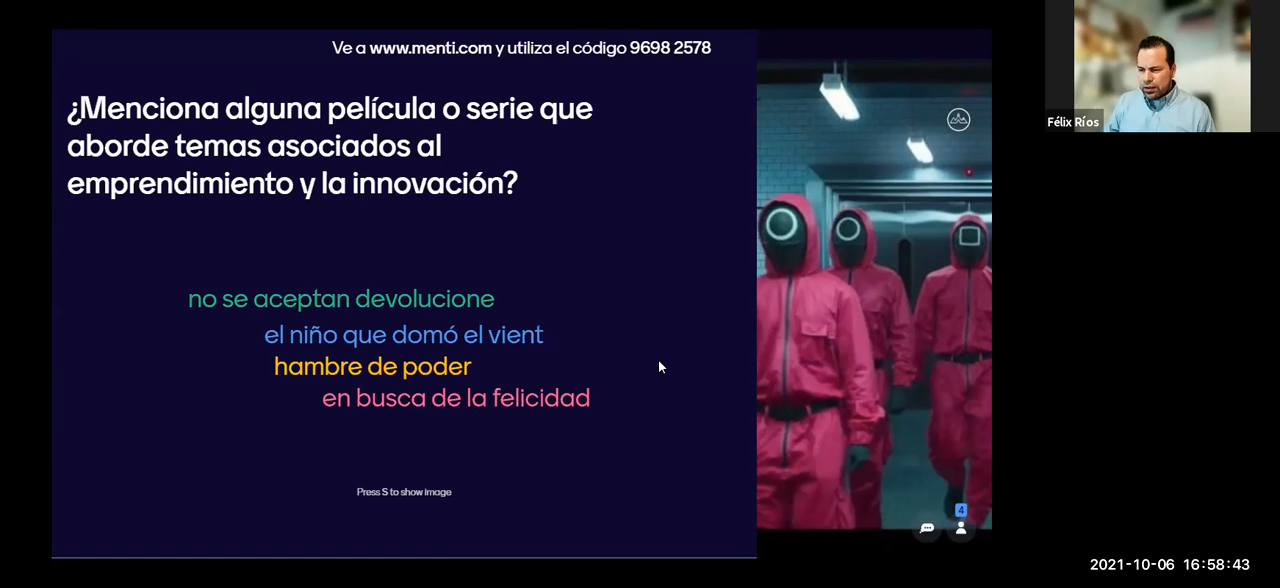 Ve a www.menti.com y utiliza el código 9698 2578
¿Menciona alguna película o serie que
aborde temas asociados al
emprendimiento y la innovación?
no se aceptan devolucione
el niño que domó el vient
hambre de poder
en busca de la felicidad
Press S to show image
4
Félix Ríos
2021-10-06 16:58:43